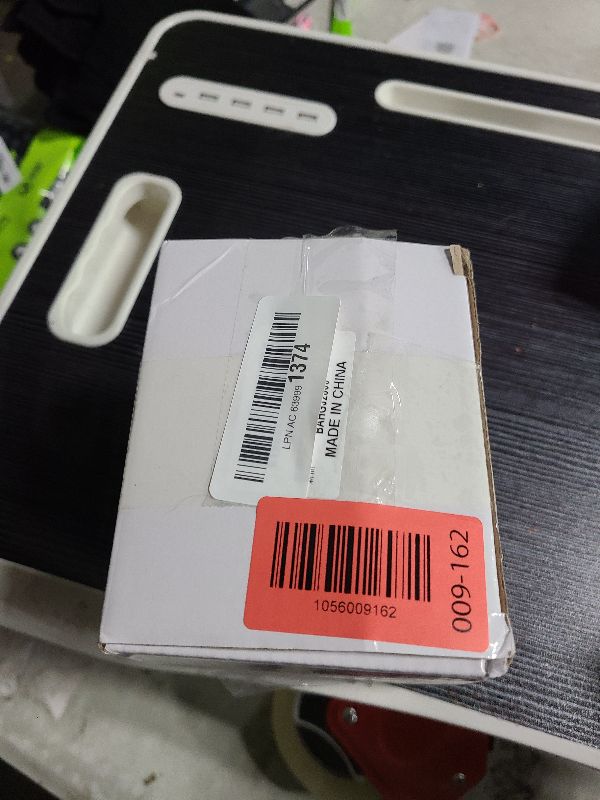 LPN AC 63999 1374
MADE IN CHINA
1056009162
009-162